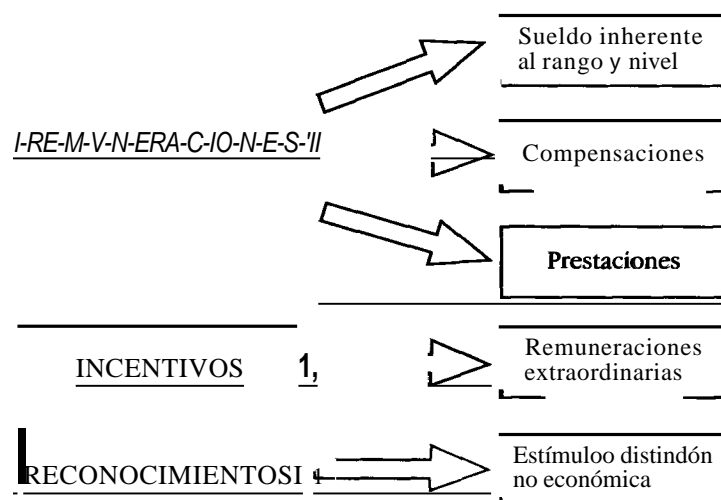 Sueldo inherente
al rango y nivel
I-RE-M-V-N-ERA-C-IO-N-E-S-'II
Compensaciones
Prestaciones
INCENTIVOS 1,
Remuneraciones
extraordinarias
RECONOCIMIENTOSI
Estímuloo distindón
no económica